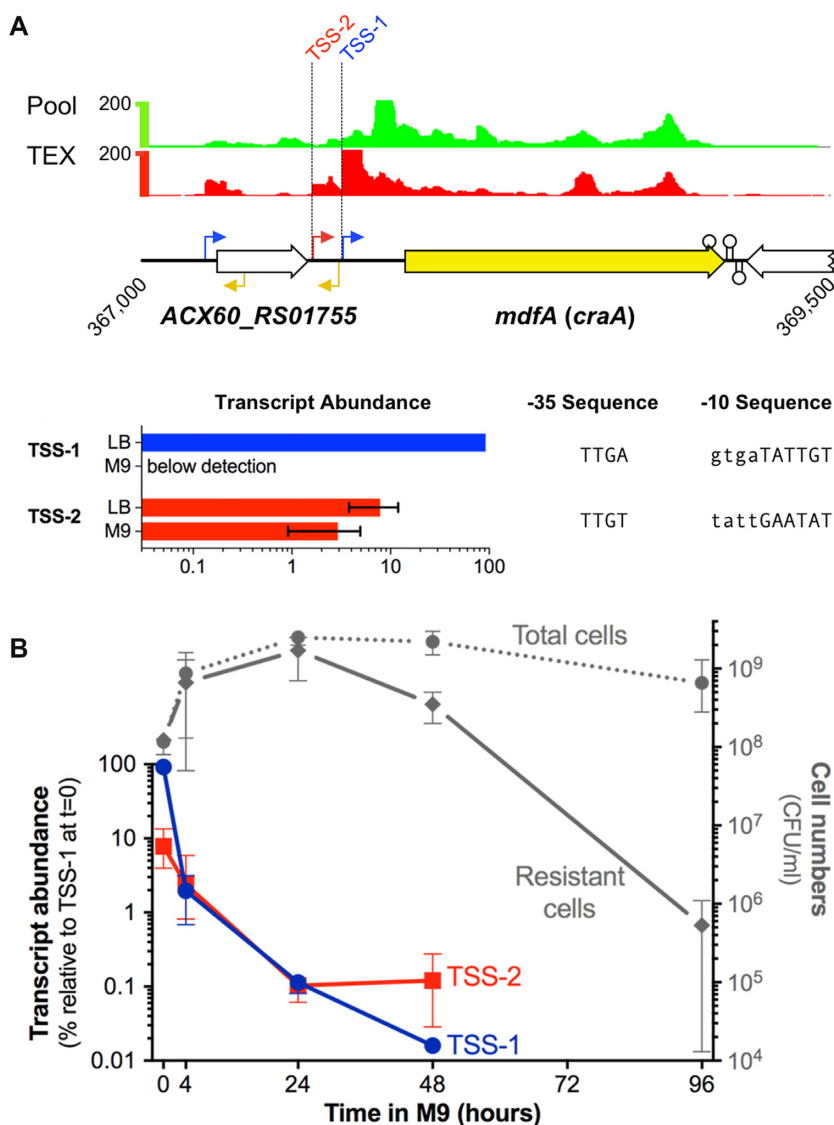 A
TSS-2
TSS-1
Pool
200
TEX
200
367,000
ACX60_RS01755
mdfA (craA)
369,500
Transcript Abundance
-35 Sequence
-10 Sequence
TSS-1
LB
M9
below detection
TTGA
gtgaTATTGT
TSS-2
LB
M9
TTGT
tattGAATAT
0.1
1
10
100
B
Total cells
Resistant
cells
TSS-2
TSS-1
Transcript abundance
(% relative to TSS-1 at t=0)
100
10
1
0.1
0.01
10⁹
10⁸
10⁷
10⁶
10⁵
10⁴
Cell numbers
(CFU/ml)
0
4
24
48
72
96
Time in M9 (hours)